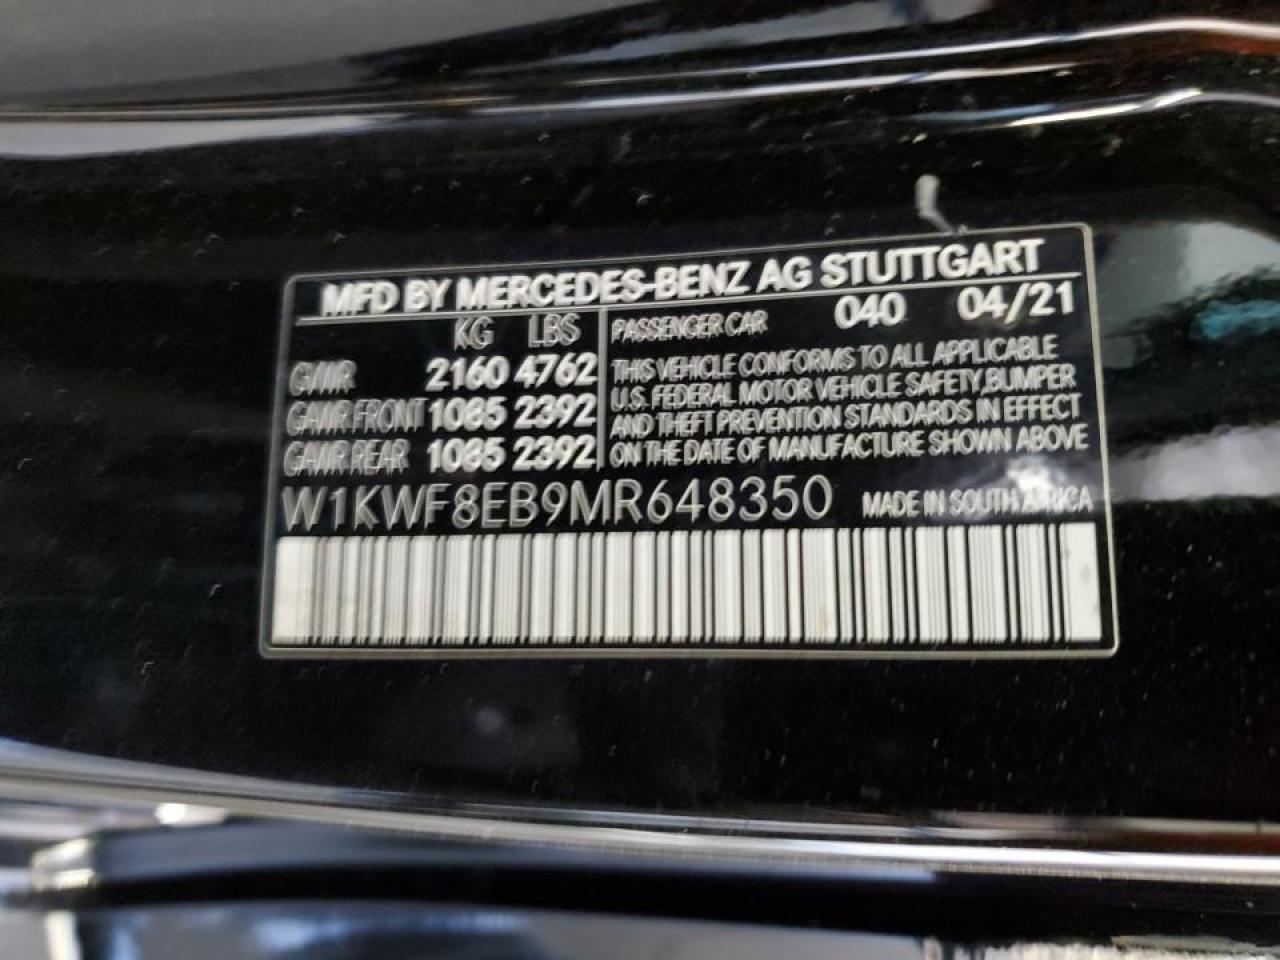 MFD BY MERCEDES-BENZ AG STUTTGART
KG LBS
GVWR 2160 4762
GAWR FRONT 1085 2392
GAWR REAR 1085 2392
PASSENGER CAR 040 04/21
THIS VEHICLE CONFORMS TO ALL APPLICABLE
U.S. FEDERAL MOTOR VEHICLE SAFETY, BUMPER
AND THEFT PREVENTION STANDARDS IN EFFECT
ON THE DATE OF MANUFACTURE SHOWN ABOVE
W1KWF8EB9MR648350 MADE IN SOUTH AFRICA